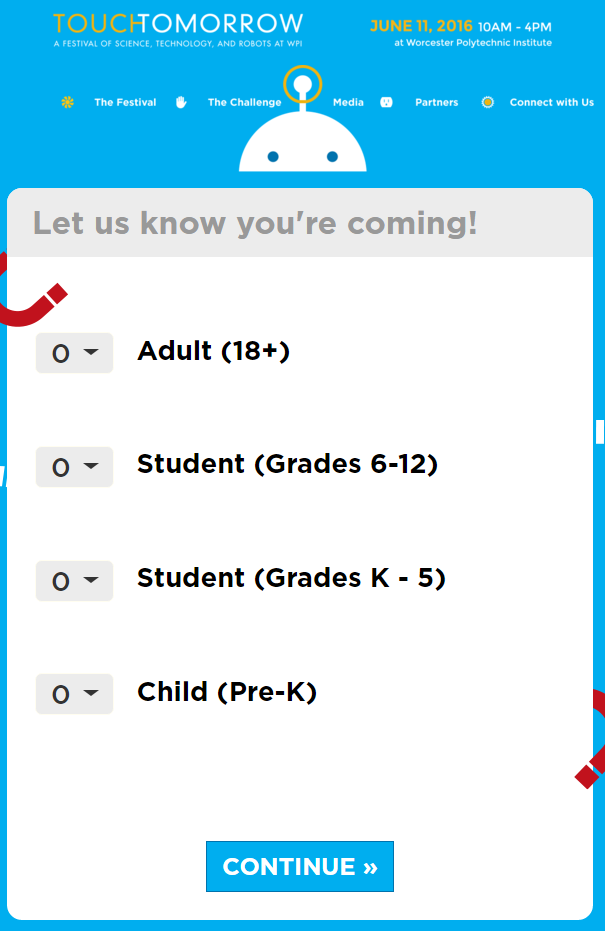 TOUCHTOMORROW
A FESTIVAL OF SCIENCE, TECHNOLOGY, AND ROBOTS AT WPI
JUNE 11, 2016 10AM - 4PM
at Worcester Polytechnic Institute
The Festival The Challenge Media Partners Connect with Us
Let us know you're coming!
0 Adult (18+)
0 Student (Grades 6-12)
0 Student (Grades K - 5)
0 Child (Pre-K)
CONTINUE »